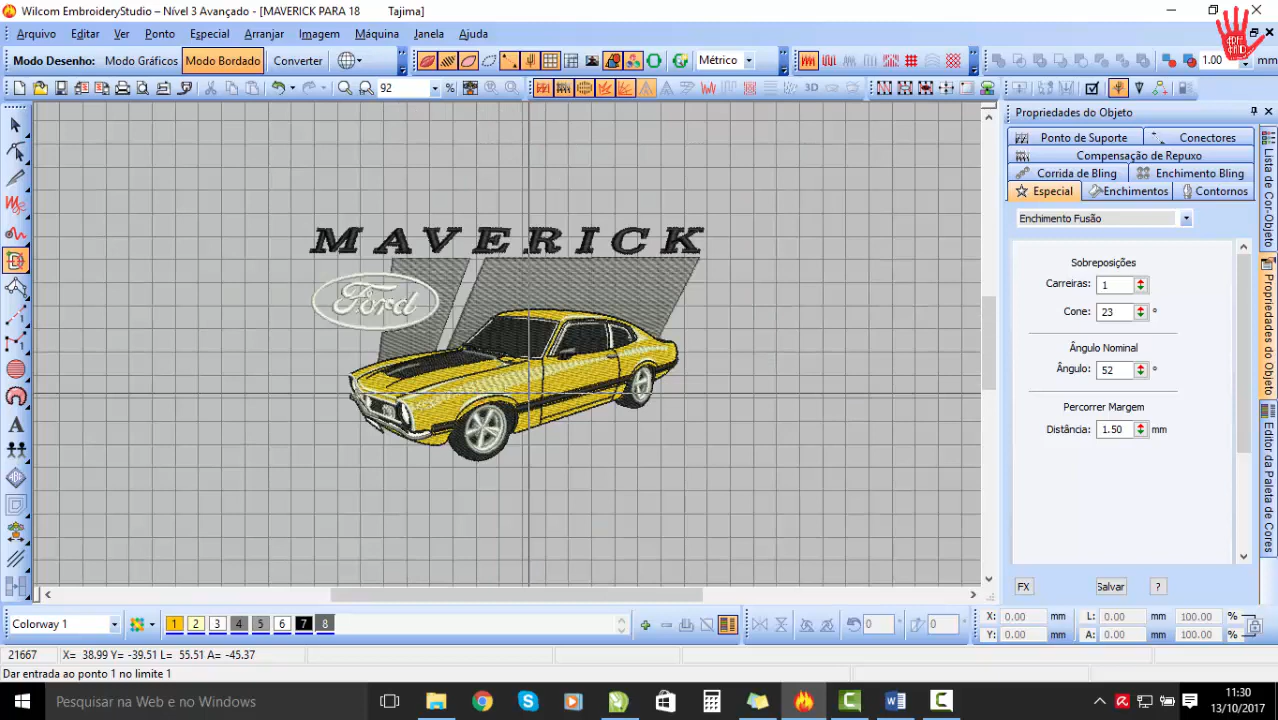 Wilcom EmbroideryStudio – Nível 3 Avançado - [MAVERICK PARA 18 Tajima]
Arquivo Editar Ver Ponto Especial Arranjar Imagem Máquina Janela Ajuda
Modo Desenho: Modo Gráficos Modo Bordado Converter Métrico 1.00 mm
92 % 3D
Propriedades do Objeto
Ponto de Suporte Conectores
Compensação de Repuxo
Corrida de Bling Enchimento Bling
Especial Enchimentos Contornos
Enchimento Fusão
Sobreposições
Carreiras: 1
Cone: 23 °
Ângulo Nominal
Ângulo: 52 °
Percorrer Margem
Distância: 1.50 mm
FX Salvar ?
Lista de Cor-Objeto
Propriedades do Objeto
Editor da Paleta de Cores
MAVERICK
Ford
Colorway 1 1 2 3 4 5 6 7 8 0 ° 0 °
X: 0.00 mm L: 0.00 mm 100.00 %
Y: 0.00 mm A: 0.00 mm 100.00 %
21667 X= 38.99 Y= -39.51 L= 55.51 A= -45.37
Dar entrada ao ponto 1 no limite 1
Pesquisar na Web e no Windows
11:30
13/10/2017